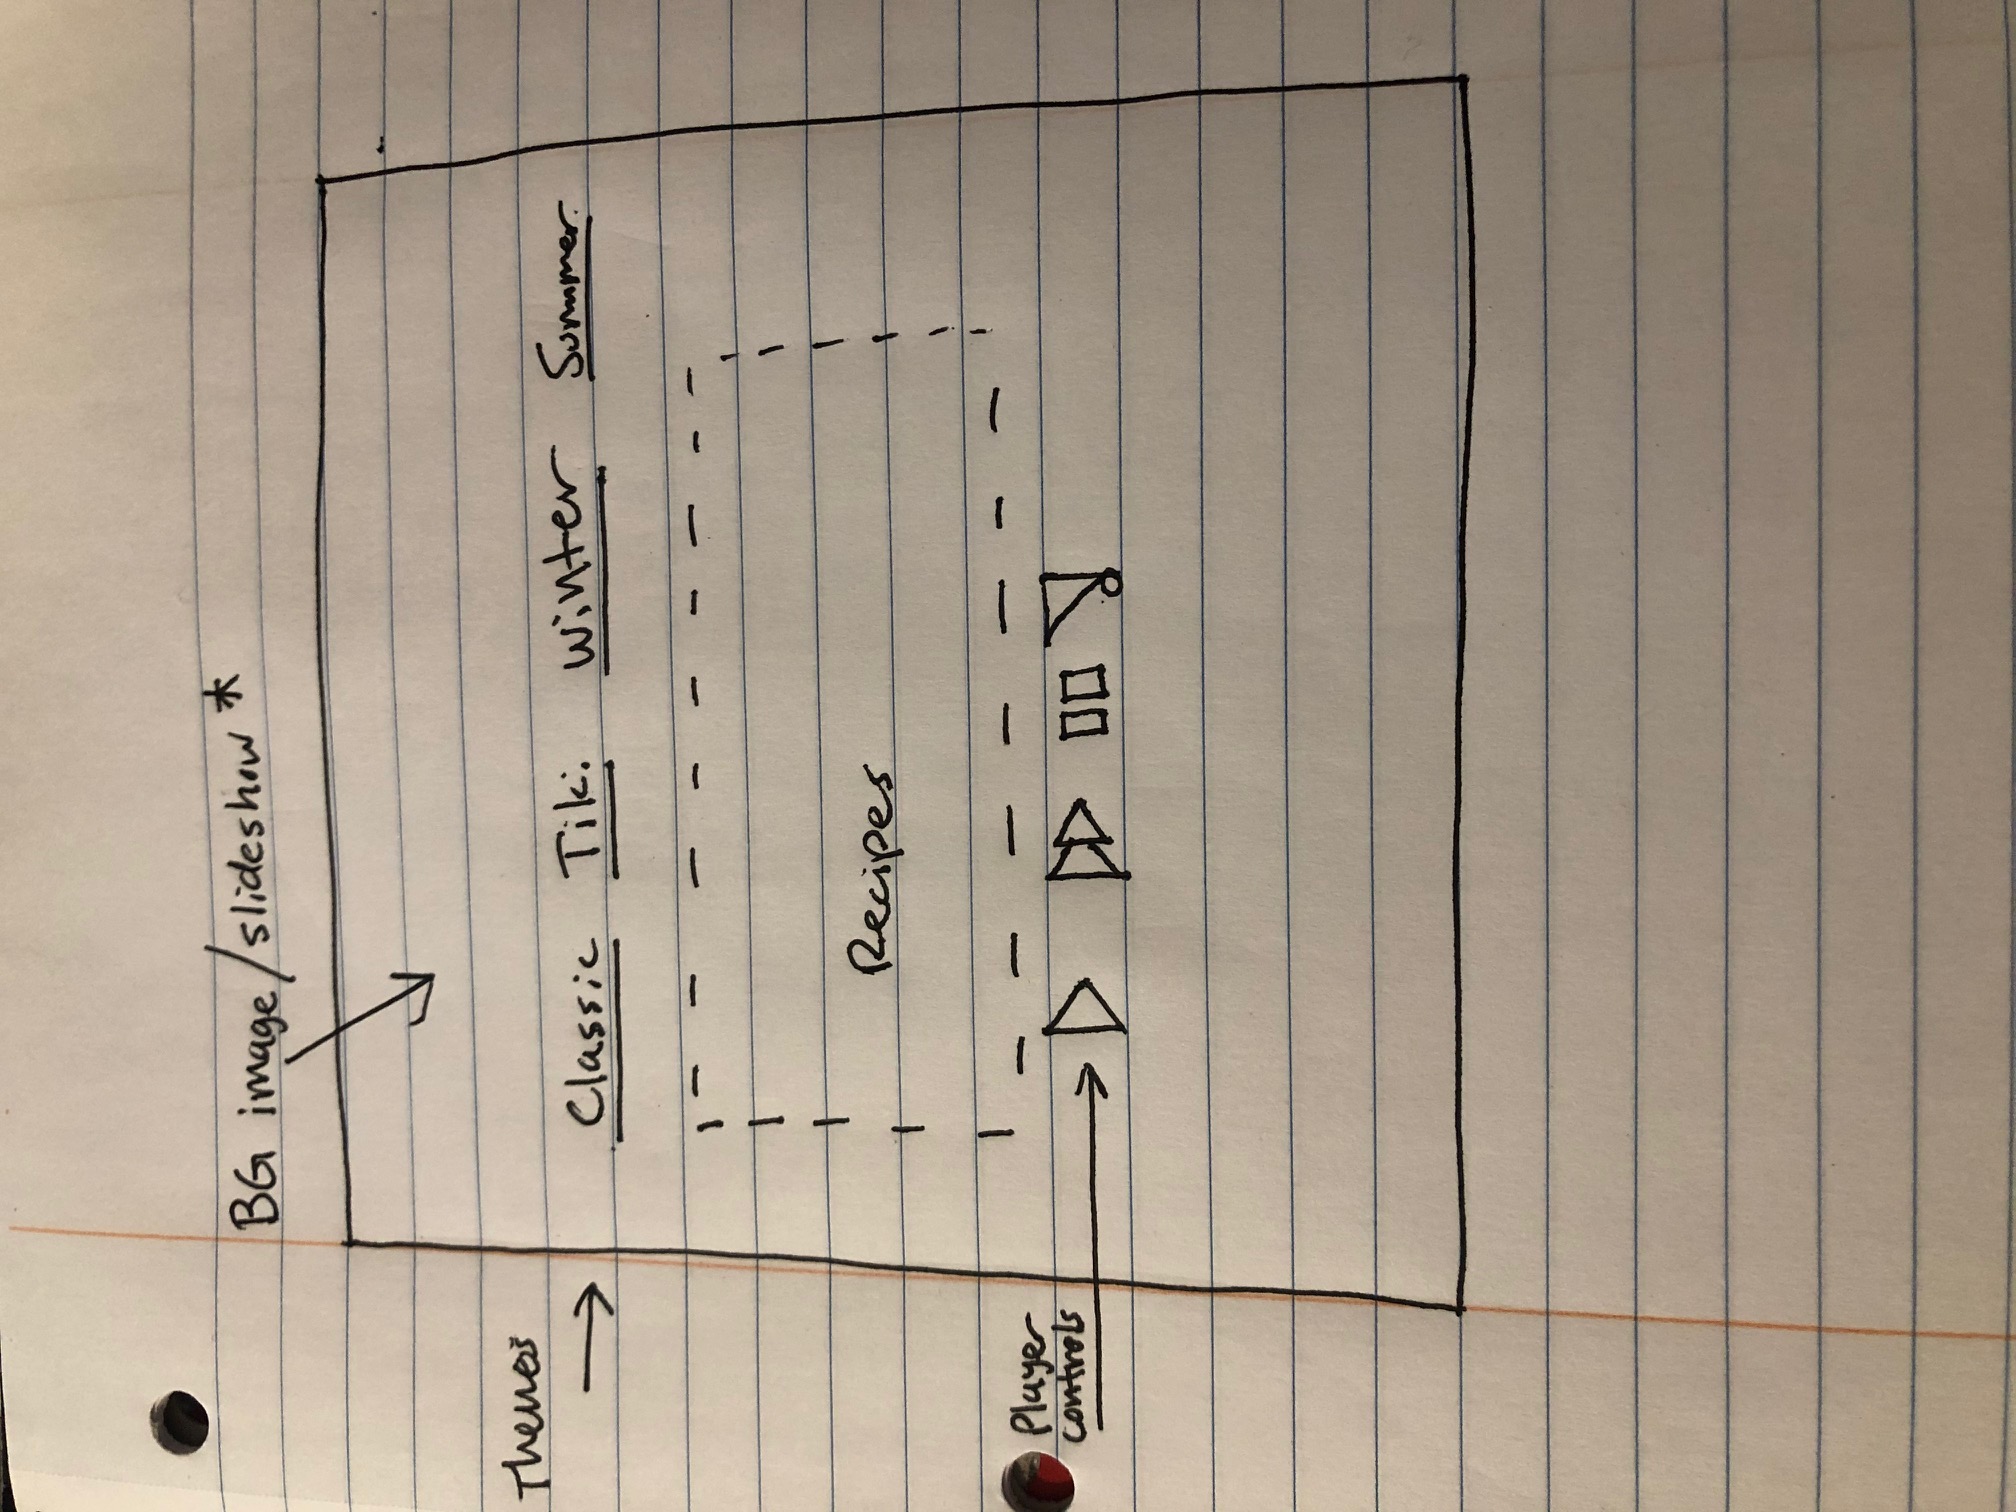 BG image/slideshow *
Themes
Classic Tiki Winter Summer
Recipes
Player
controls